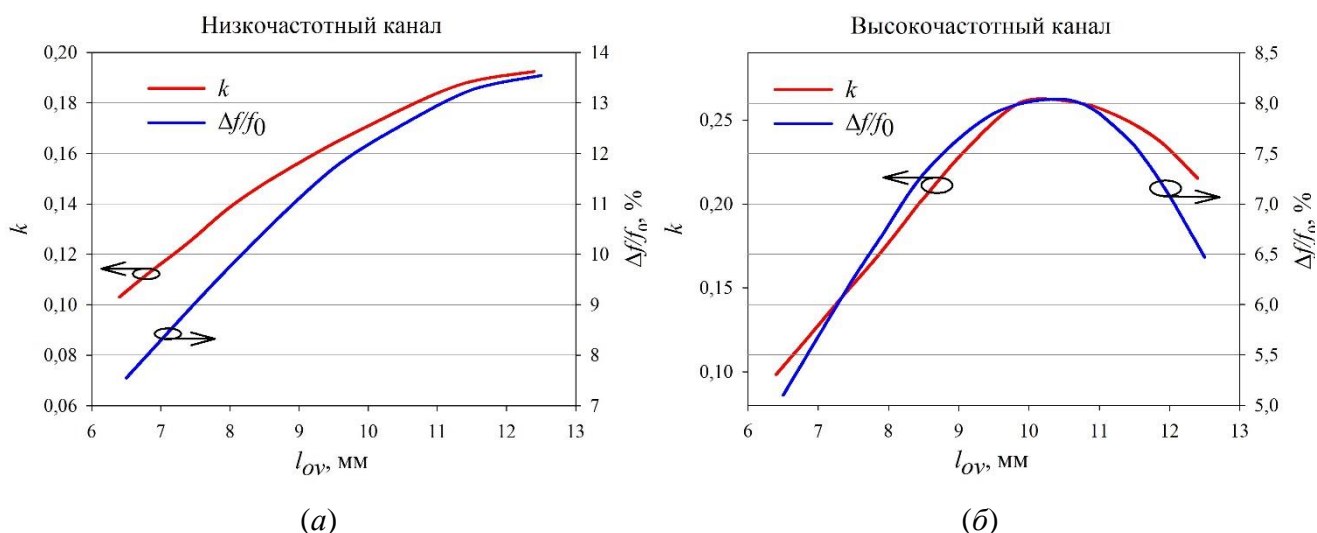 Низкочастотный канал
0,20
0,18
0,16
0,14
0,12
0,10
0,08
0,06
k
k
Δf/f0
14
13
12
11
10
9
8
7
Δf/f0, %
6 7 8 9 10 11 12 13
lov, мм
(а)
Высокочастотный канал
0,25
0,20
0,15
0,10
k
k
Δf/f0
8,5
8,0
7,5
7,0
6,5
6,0
5,5
5,0
Δf/f0, %
6 7 8 9 10 11 12 13
lov, мм
(б)